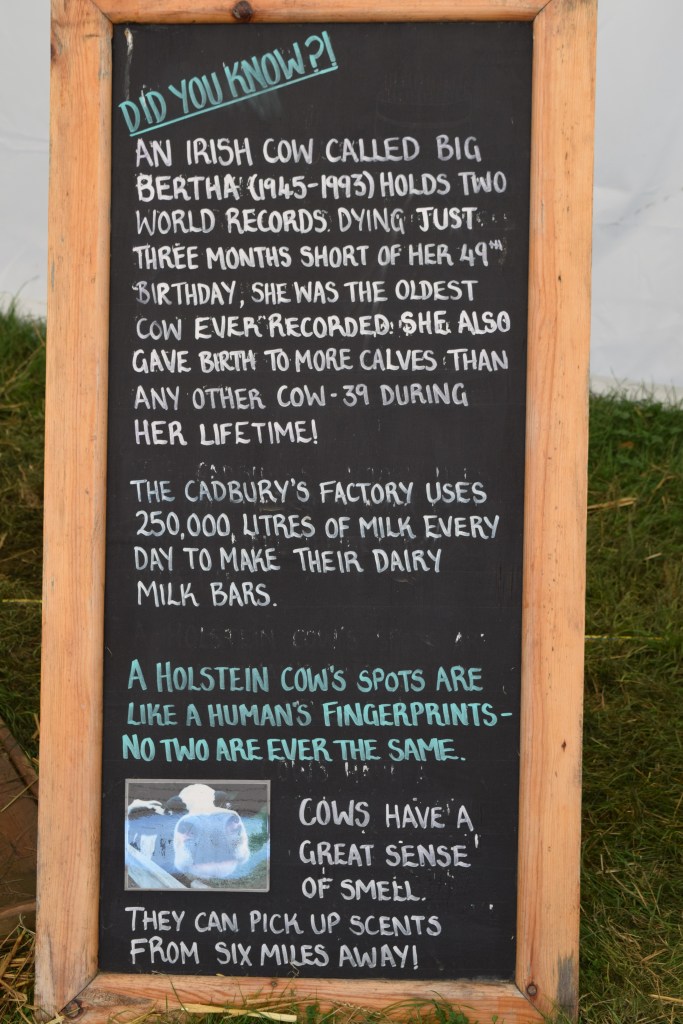 DID YOU KNOW?!
AN IRISH COW CALLED BIG
BERTHA (1945-1993) HOLDS TWO
WORLD RECORDS. DYING JUST
THREE MONTHS SHORT OF HER 49TH
BIRTHDAY, SHE WAS THE OLDEST
COW EVER RECORDED. SHE ALSO
GAVE BIRTH TO MORE CALVES THAN
ANY OTHER COW - 39 DURING
HER LIFETIME!
THE CADBURY'S FACTORY USES
250,000 LITRES OF MILK EVERY
DAY TO MAKE THEIR DAIRY
MILK BARS.
A HOLSTEIN COW'S SPOTS ARE
LIKE A HUMAN'S FINGERPRINTS -
NO TWO ARE EVER THE SAME.
COWS HAVE A
GREAT SENSE
OF SMELL.
THEY CAN PICK UP SCENTS
FROM SIX MILES AWAY!